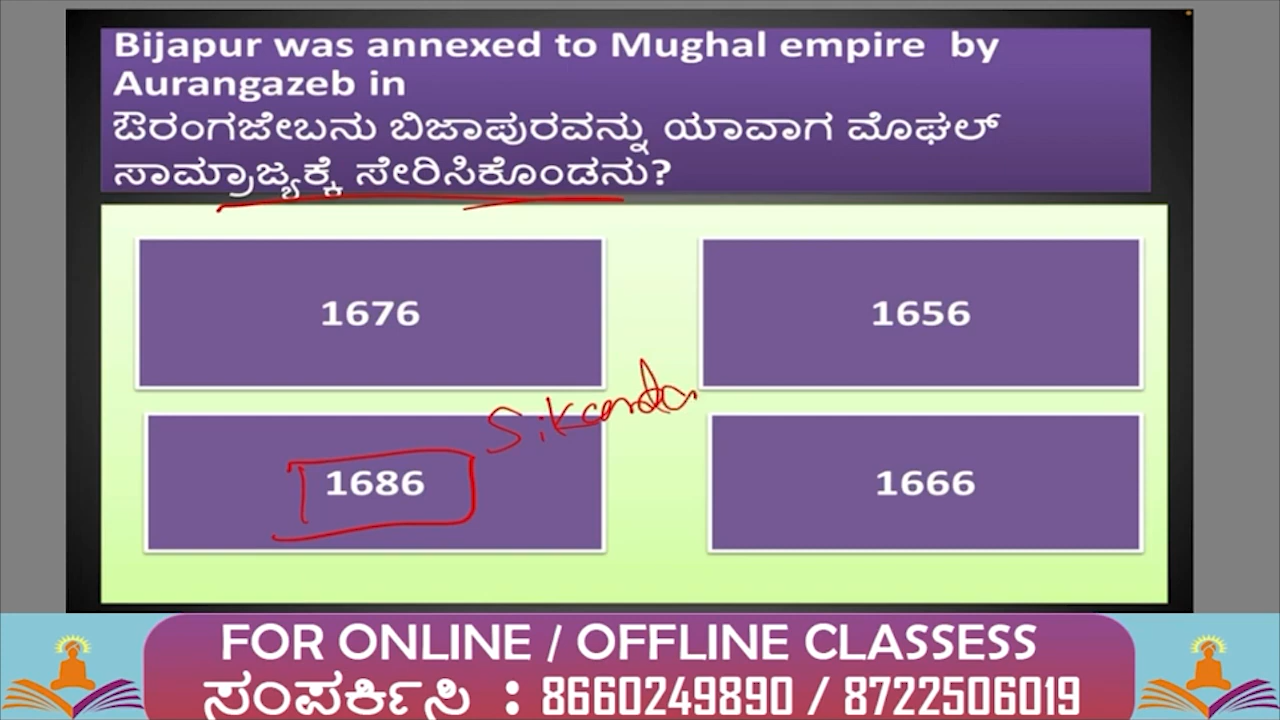 Bijapur was annexed to Mughal empire by
Aurangazeb in
ಔರಂಗಜೇಬನು ಬಿಜಾಪುರವನ್ನು ಯಾವಾಗ ಮೊಘಲ್
ಸಾಮ್ರಾಜ್ಯಕ್ಕೆ ಸೇರಿಸಿಕೊಂಡನು?
1676
1656
Sikandar
1686
1666
FOR ONLINE / OFFLINE CLASSESS
ಸಂಪರ್ಕಿಸಿ : 8660249890 / 8722506019